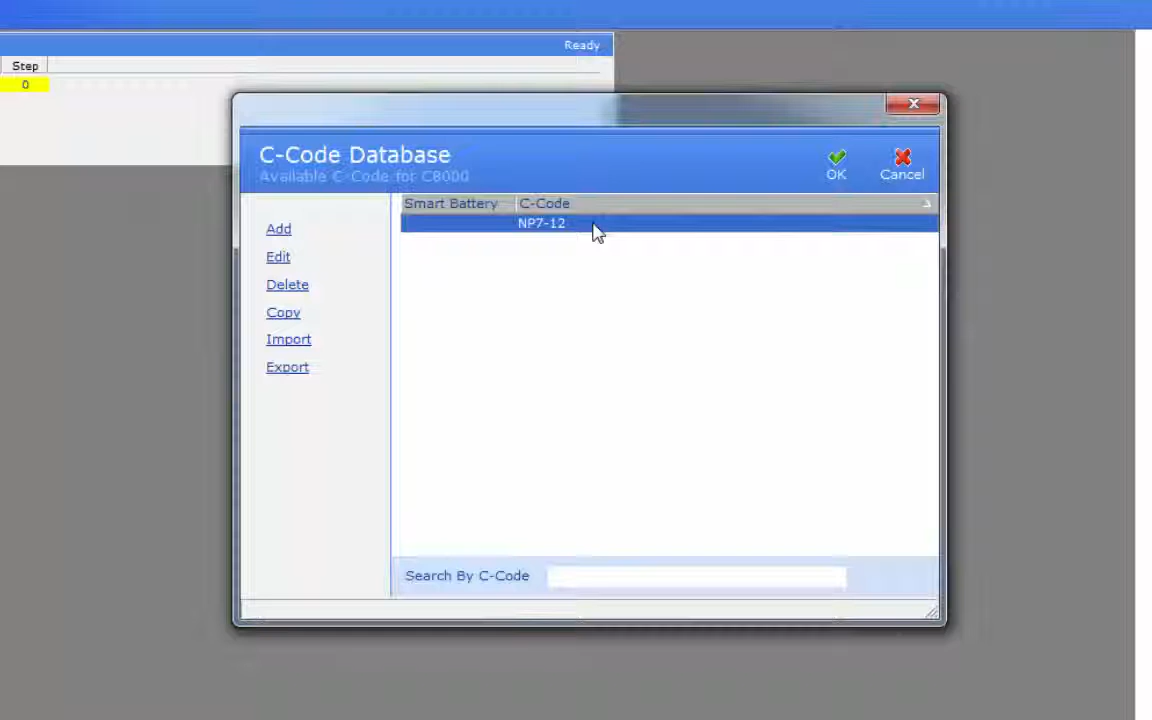 Ready
Step
0
C-Code Database
Available C-Code for C8000
OK
Cancel
Smart Battery C-Code
NP7-12
Add
Edit
Delete
Copy
Import
Export
Search By C-Code